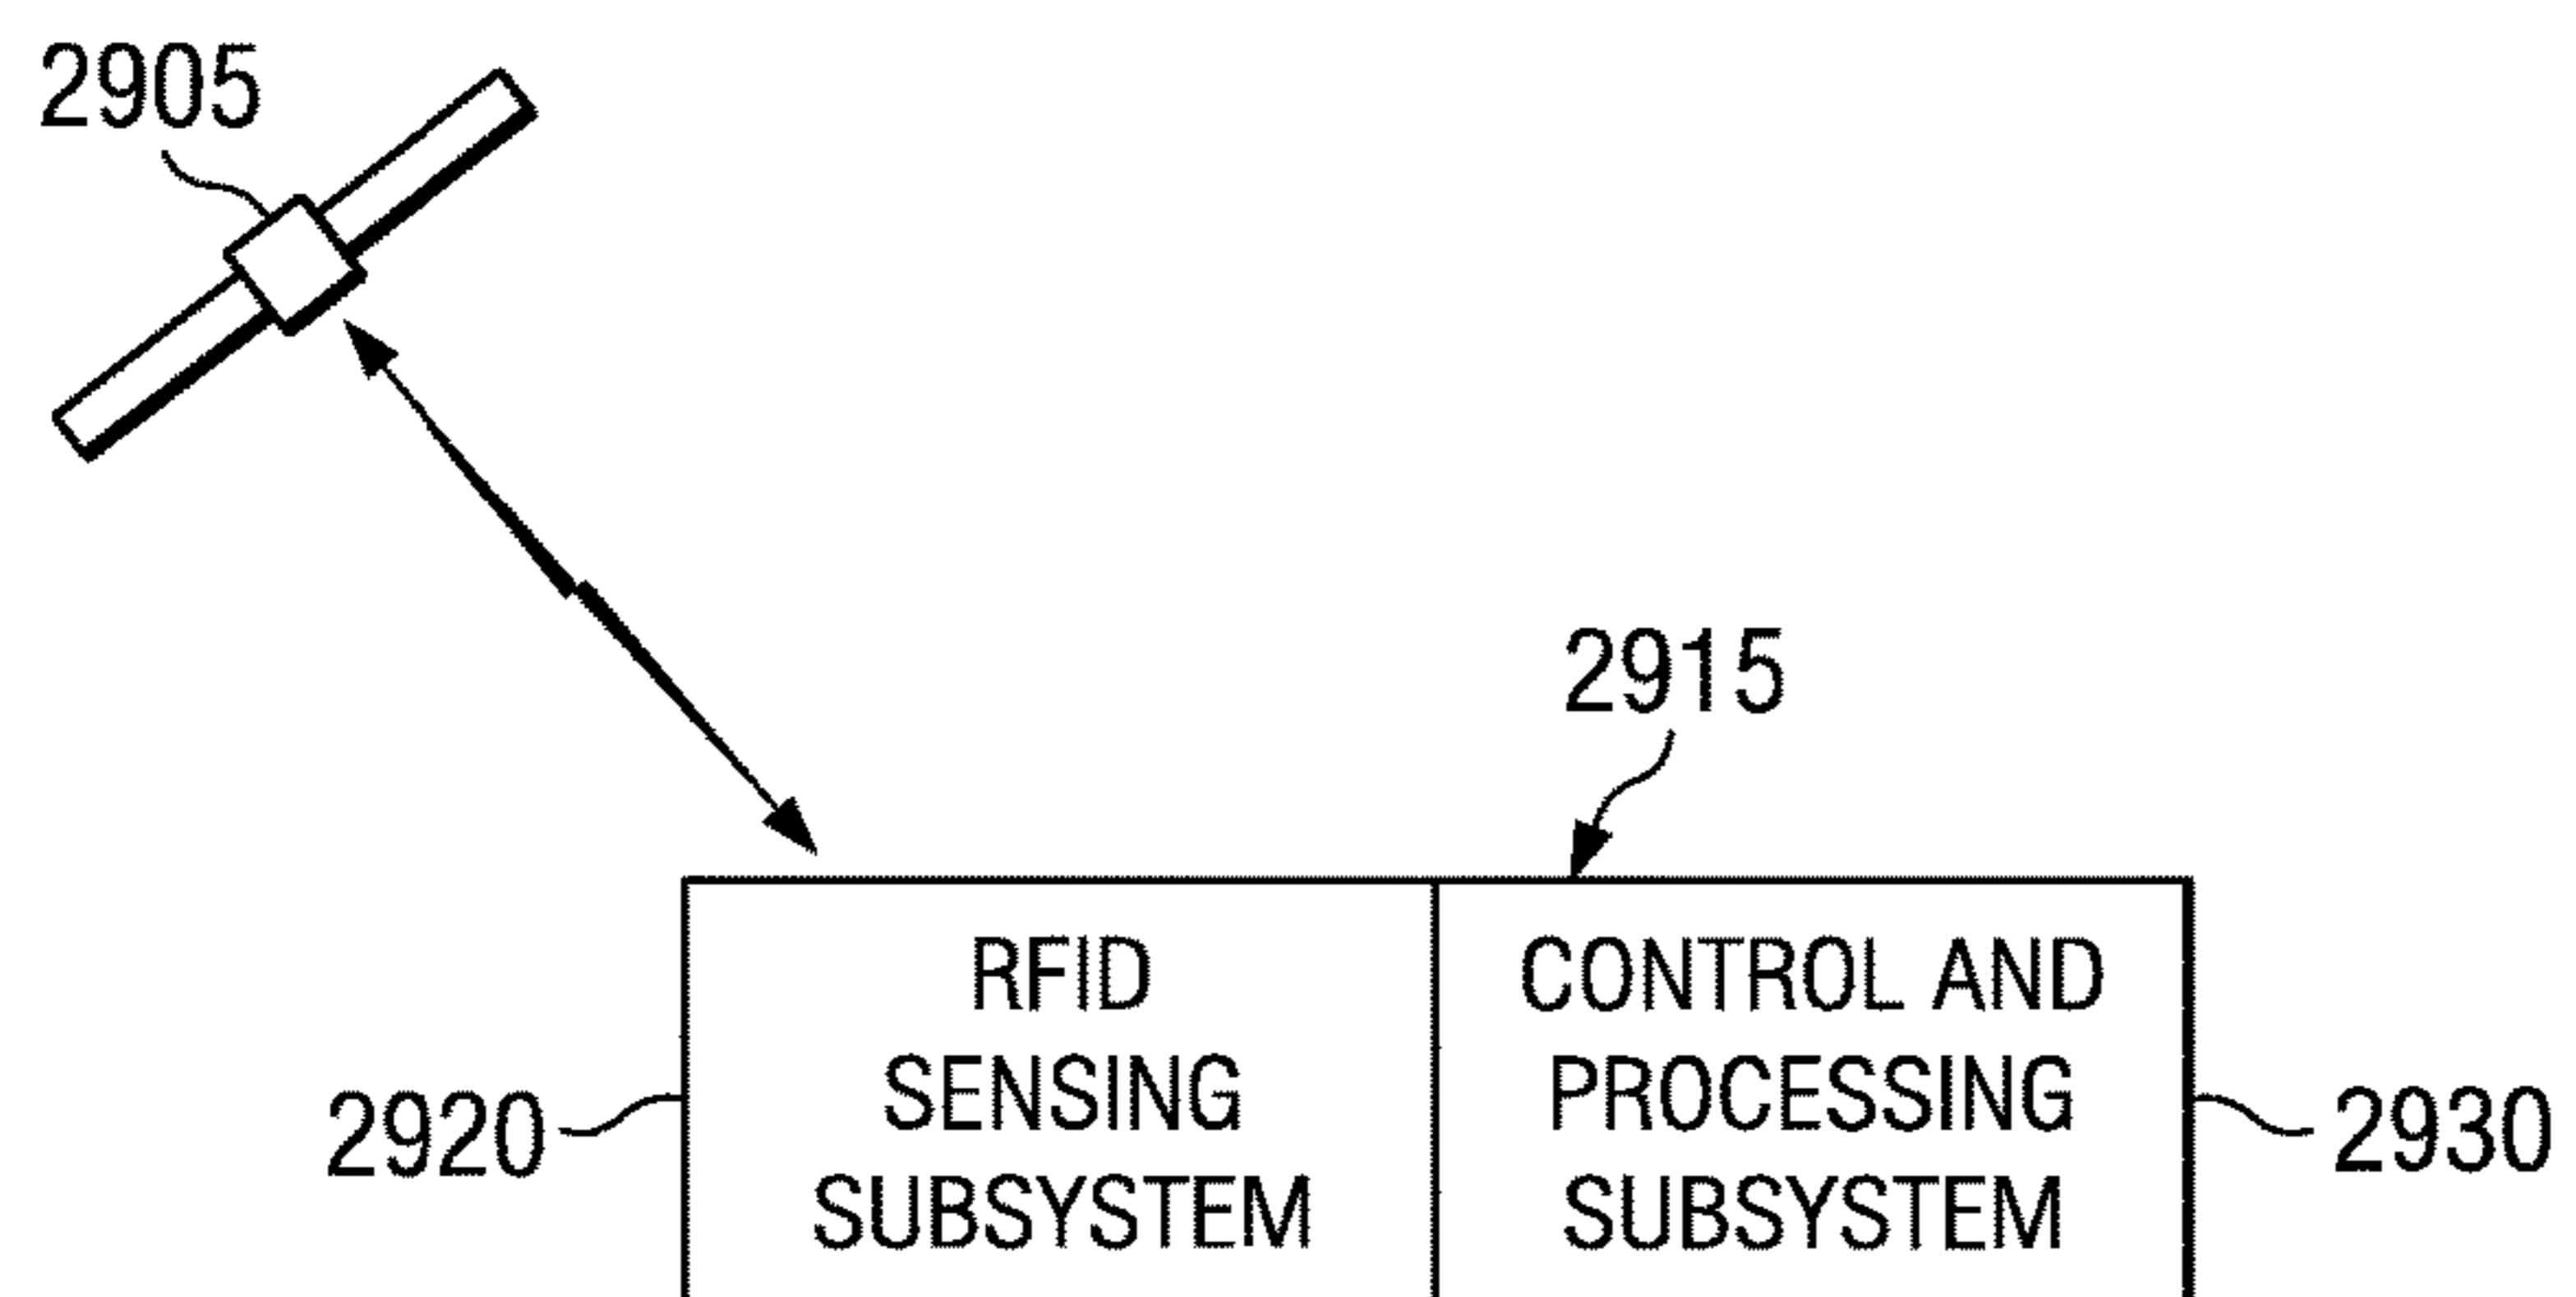 2905
2915
RFID
SENSING
SUBSYSTEM
CONTROL AND
PROCESSING
SUBSYSTEM
2920
2930